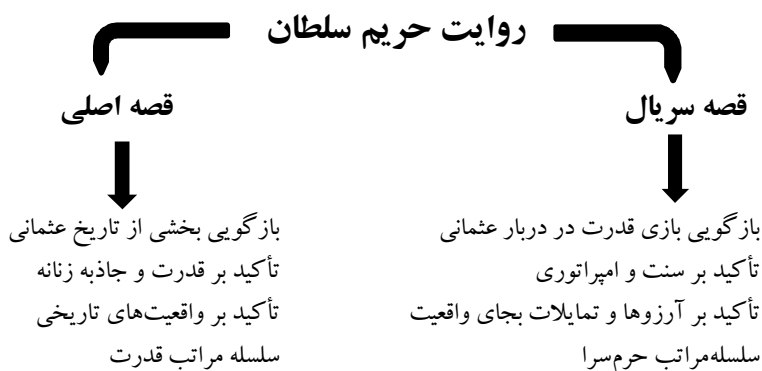 روایت حریم سلطان
قصه سریال
قصه اصلی
بازگویی بازی قدرت در دربار عثمانی
تأکید بر سنت و امپراتوری
تأکید بر آرزوها و تمایلات بجای واقعیت
سلسله‌مراتب حرم‌سرا
بازگویی بخشی از تاریخ عثمانی
تأکید بر قدرت و جاذبه زنانه
تأکید بر واقعیت‌های تاریخی
سلسله مراتب قدرت